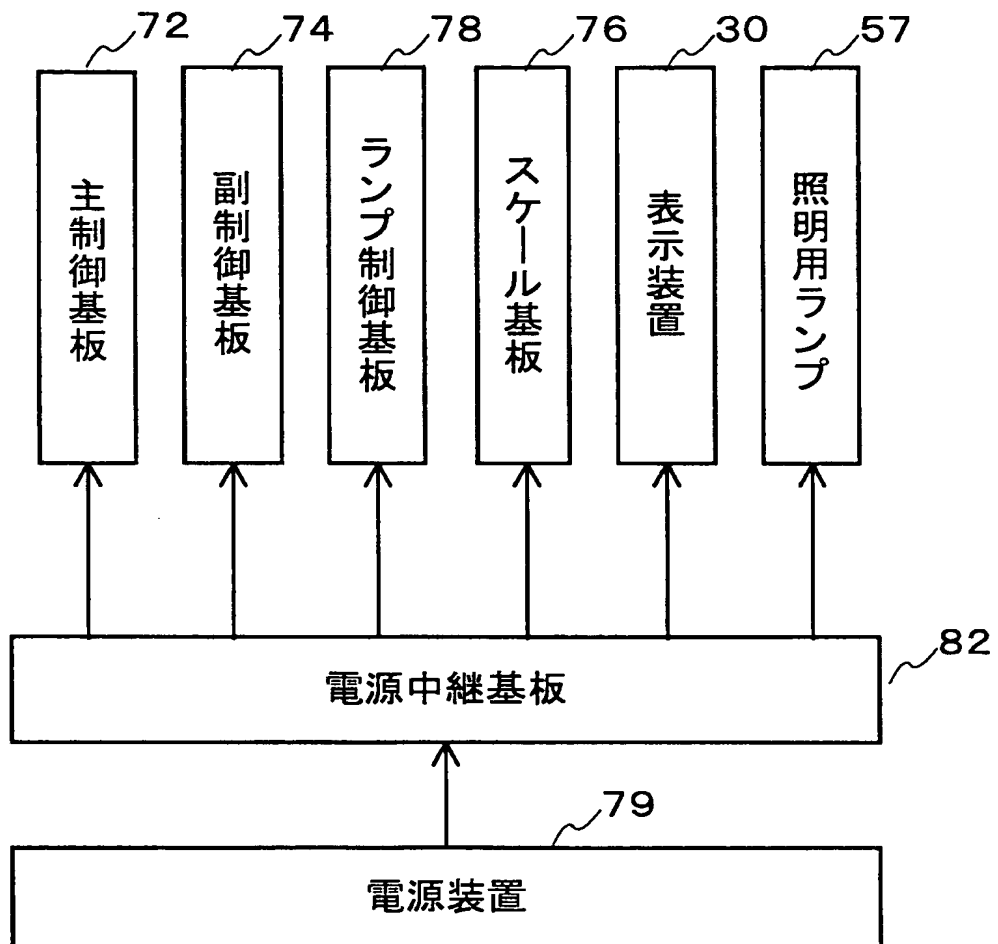 72
74
78
76
30
57
主制御基板
副制御基板
ランプ制御基板
スケール基板
表示装置
照明用ランプ
82
電源中継基板
79
電源装置